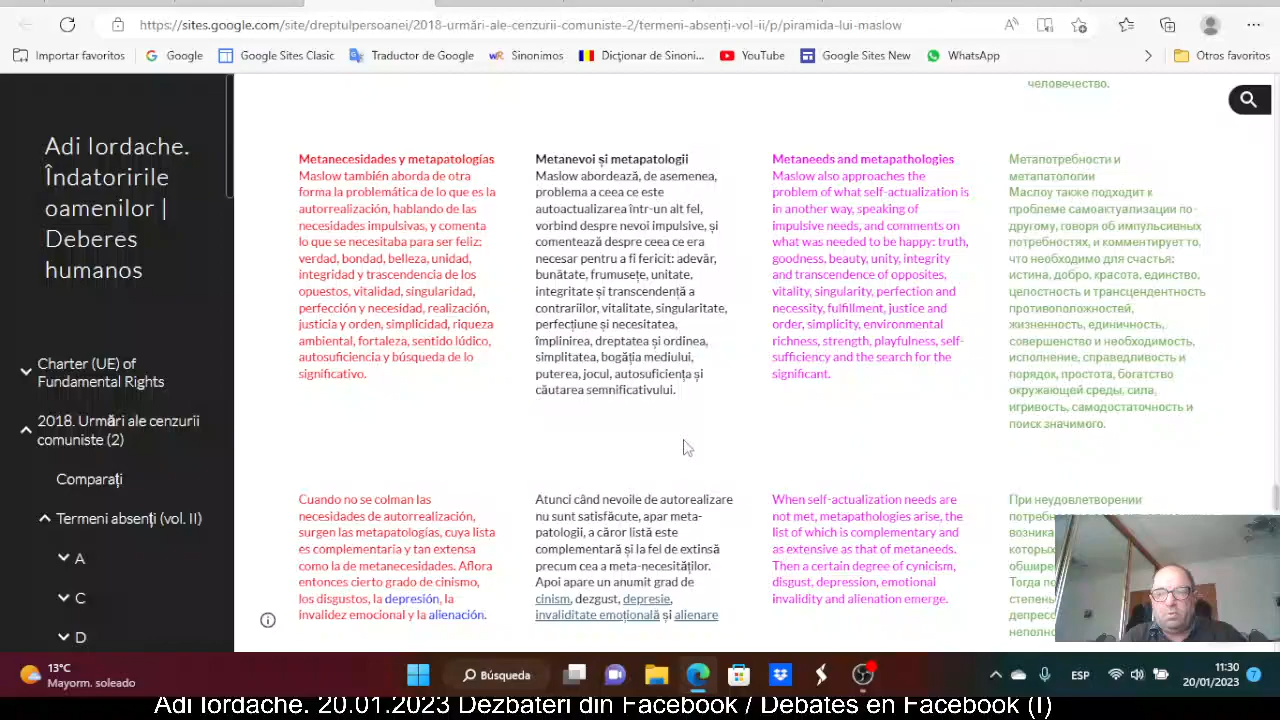 https://sites.google.com/site/dreptulpersoanei/2018-urmări-ale-cenzurii-comuniste-2/termeni-absenți-vol-ii/p/piramida-lui-maslow
Importar favoritos
Google
Google Sites Clasic
Traductor de Google
Sinonimos
Dicționar de Sinoni...
YouTube
Google Sites New
WhatsApp
Otros favoritos
Adi Iordache.
Îndatoririle
oamenilor |
Deberes
humanos
Charter (UE) of
Fundamental Rights
2018. Urmări ale cenzurii
comuniste (2)
Comparați
Termeni absenți (vol. II)
A
C
D
Metanecesidades y metapatologías
Maslow también aborda de otra
forma la problemática de lo que es la
autorrealización, hablando de las
necesidades impulsivas, y comenta
lo que se necesitaba para ser feliz:
verdad, bondad, belleza, unidad,
integridad y trascendencia de los
opuestos, vitalidad, singularidad,
perfección y necesidad, realización,
justicia y orden, simplicidad, riqueza
ambiental, fortaleza, sentido lúdico,
autosuficiencia y búsqueda de lo
significativo.
Cuando no se colman las
necesidades de autorrealización,
surgen las metapatologías, cuya lista
es complementaria y tan extensa
como la de metanecesidades. Aflora
entonces cierto grado de cinismo,
los disgustos, la depresión, la
invalidez emocional y la alienación.
Metanevoi și metapatologii
Maslow abordează, de asemenea,
problema a ceea ce este
autoactualizarea într-un alt fel,
vorbind despre nevoi impulsive, și
comentează despre ceea ce era
necesar pentru a fi fericit: adevăr,
bunătate, frumusețe, unitate,
integritate și transcendență a
contrariilor, vitalitate, singularitate,
perfecțiune și necesitatea,
împlinirea, dreptatea și ordinea,
simplitatea, bogăția mediului,
puterea, jocul, autosuficiența și
căutarea semnificativului.
Atunci când nevoile de autorealizare
nu sunt satisfăcute, apar meta-
patologii, a căror listă este
complementară și la fel de extinsă
precum cea a meta-necesităților.
Apoi apare un anumit grad de
cinism, dezgust, depresie,
invaliditate emoțională și alienare
Metaneeds and metapathologies
Maslow also approaches the
problem of what self-actualization is
in another way, speaking of
impulsive needs, and comments on
what was needed to be happy: truth,
goodness, beauty, unity, integrity
and transcendence of opposites,
vitality, singularity, perfection and
necessity, fulfillment, justice and
order, simplicity, environmental
richness, strength, playfulness, self-
sufficiency and the search for the
significant.
When self-actualization needs are
not met, metapathologies arise, the
list of which is complementary and
as extensive as that of metaneeds.
Then a certain degree of cynicism,
disgust, depression, emotional
invalidity and alienation emerge.
человечество.
Метапотребности и
метапатологии
Маслоу также подходит к
проблеме самоактуализации по-
другому, говоря об импульсивных
потребностях, и комментирует то,
что необходимо для счастья:
истина, добро, красота, единство,
целостность и трансцендентность
противоположностей,
жизненность, единичность,
совершенство и необходимость,
исполнение, справедливость и
порядок, простота, богатство
окружающей среды, сила,
игривость, самодостаточность и
поиск значимого.
При неудовлетворении
13°C
Mayorm. soleado
Búsqueda
ESP
11:30
20/01/2023
7
Adi Iordache. 20.01.2023 Dezbateri din Facebook / Debates en Facebook (I)